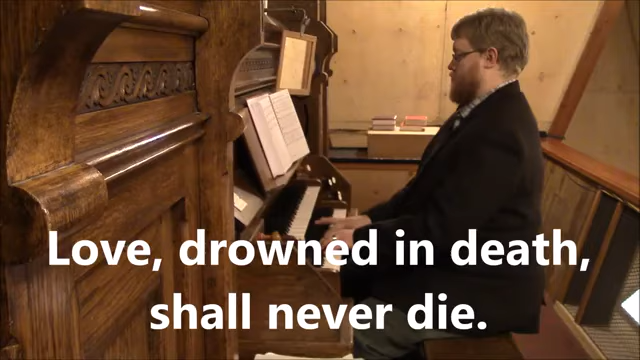 Love, drowned in death,
shall never die.